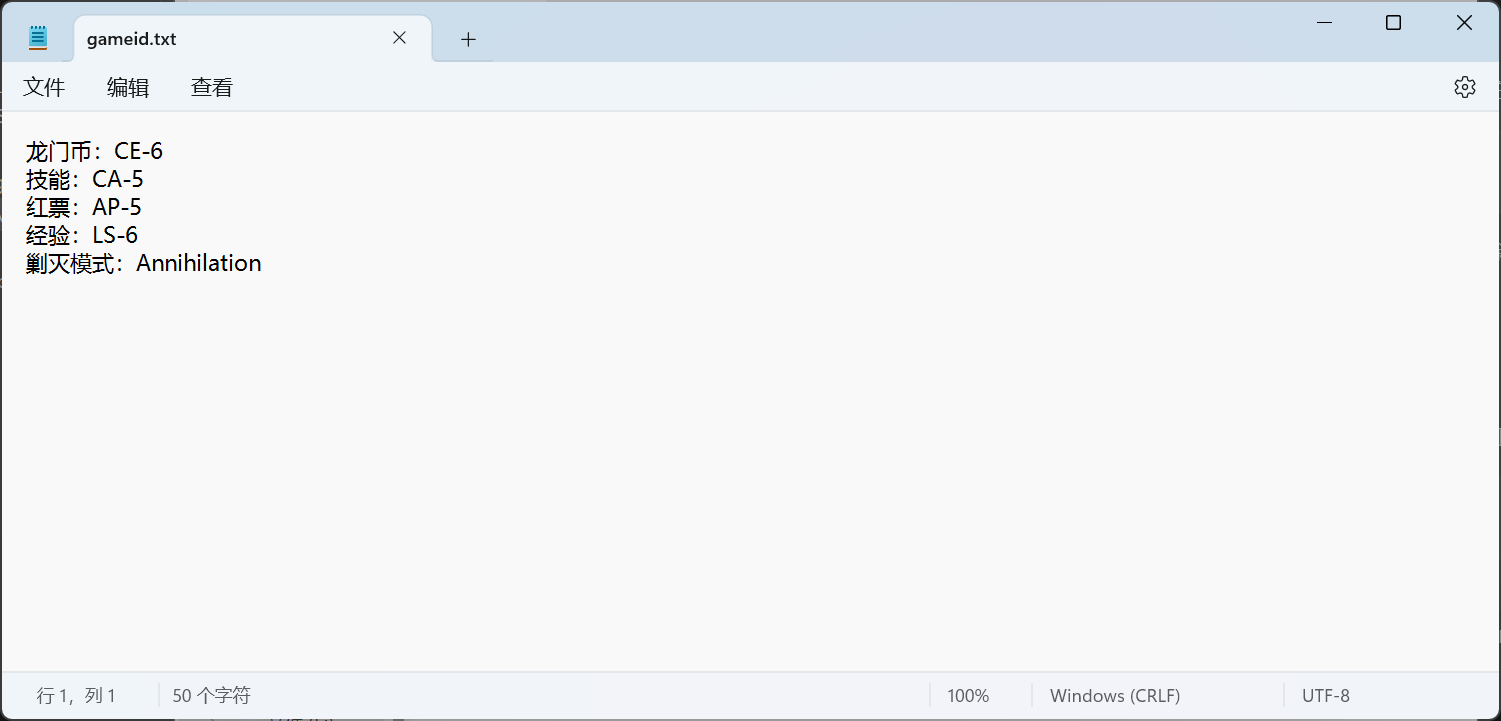 gameid.txt
文件 编辑 查看
龙门币：CE-6
技能：CA-5
红票：AP-5
经验：LS-6
剿灭模式：Annihilation
行 1，列 1 50 个字符 100% Windows (CRLF) UTF-8